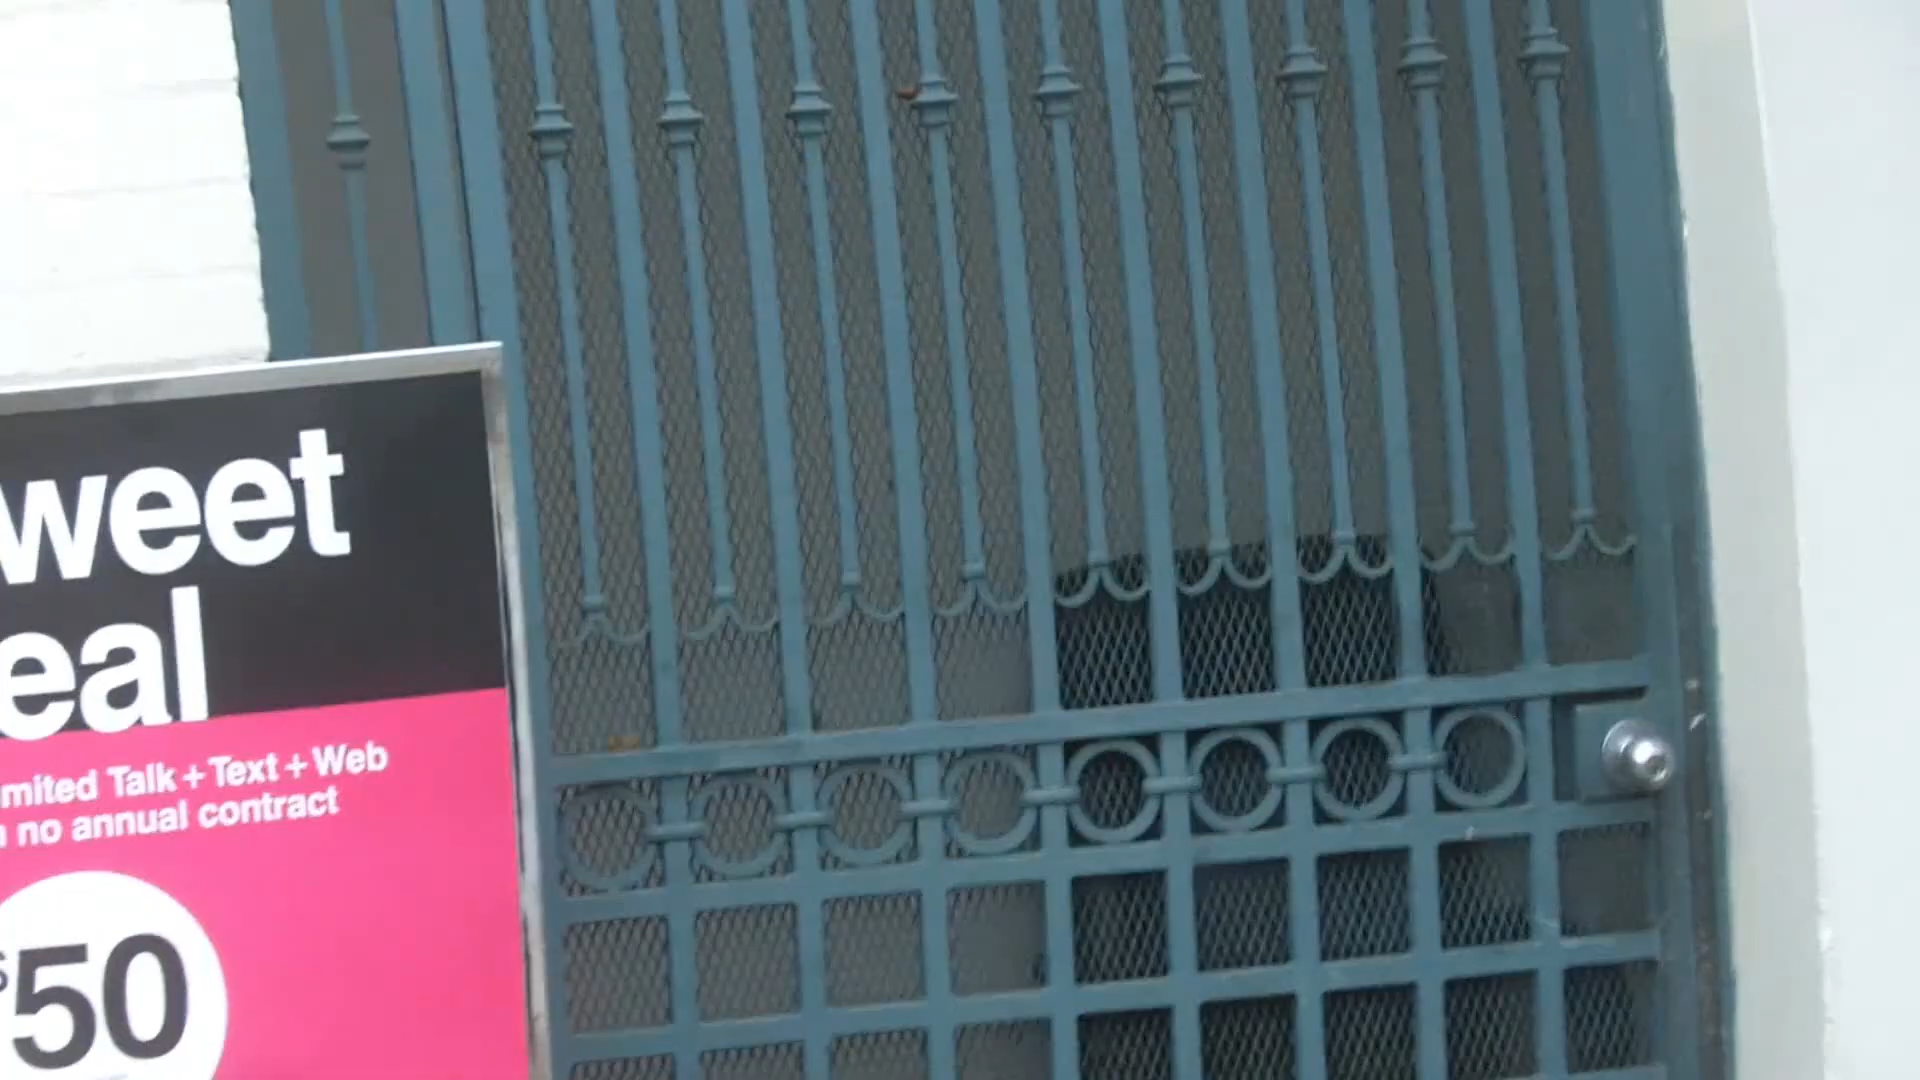 weet
eal
mited Talk + Text + Web
no annual contract
$50